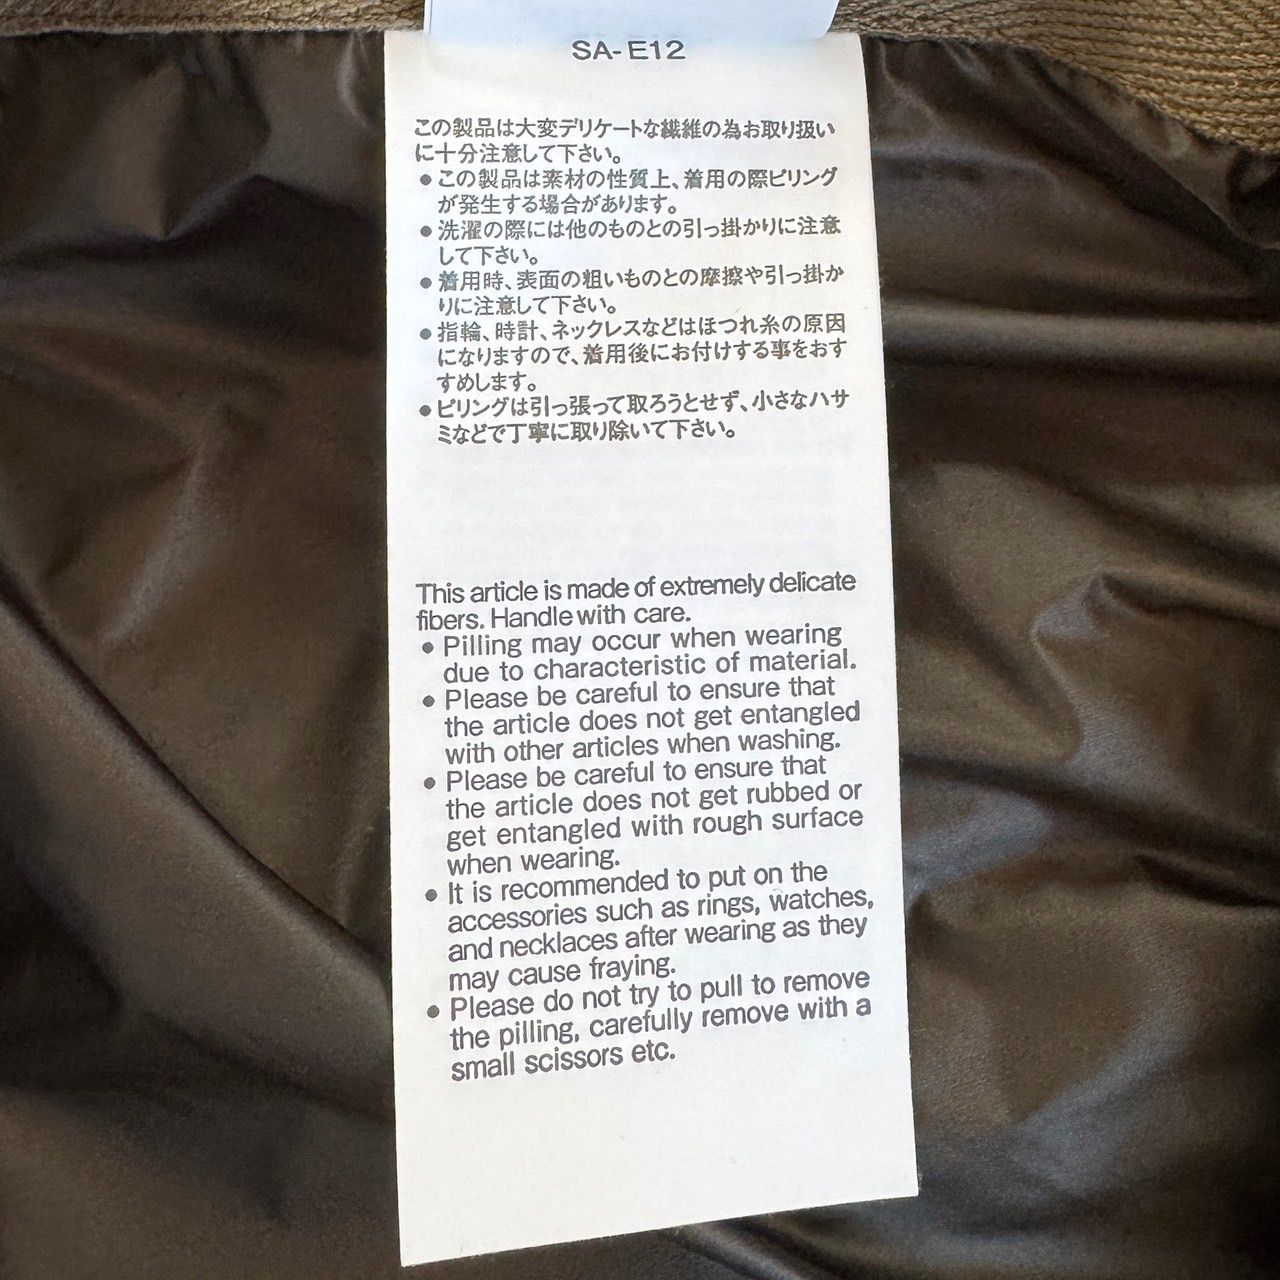 SA-E12
この製品は大変デリケートな繊維の為お取り扱い
に十分注意して下さい。
●この製品は素材の性質上、着用の際ピリング
が発生する場合があります。
●洗濯の際には他のものとの引っ掛かりに注意
して下さい。
●着用時、表面の粗いものとの摩擦や引っ掛か
りに注意して下さい。
●指輪、時計、ネックレスなどはほつれ糸の原因
になりますので、着用後にお付けする事をおす
すめします。
●ピリングは引っ張って取ろうとせず、小さなハサ
ミなどで丁寧に取り除いて下さい。
This article is made of extremely delicate
fibers. Handle with care.
● Pilling may occur when wearing
due to characteristic of material.
● Please be careful to ensure that
the article does not get entangled
with other articles when washing.
● Please be careful to ensure that
the article does not get rubbed or
get entangled with rough surface
when wearing.
● It is recommended to put on the
accessories such as rings, watches,
and necklaces after wearing as they
may cause fraying.
● Please do not try to pull to remove
the pilling, carefully remove with a
small scissors etc.